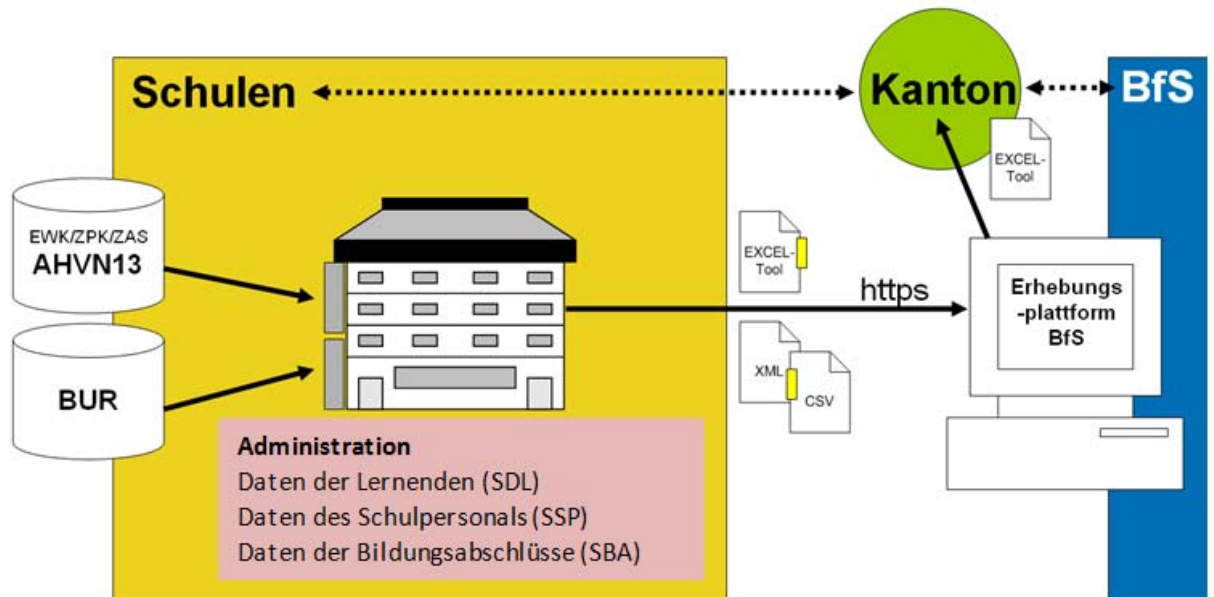 Schulen
Kanton
BfS
EXCEL-
Tool
EWK/ZPK/ZAS
AHVN13
BUR
EXCEL-
Tool
https
XML
CSV
Erhebungs
-plattform
BfS
Administration
Daten der Lernenden (SDL)
Daten des Schulpersonals (SSP)
Daten der Bildungsabschlüsse (SBA)